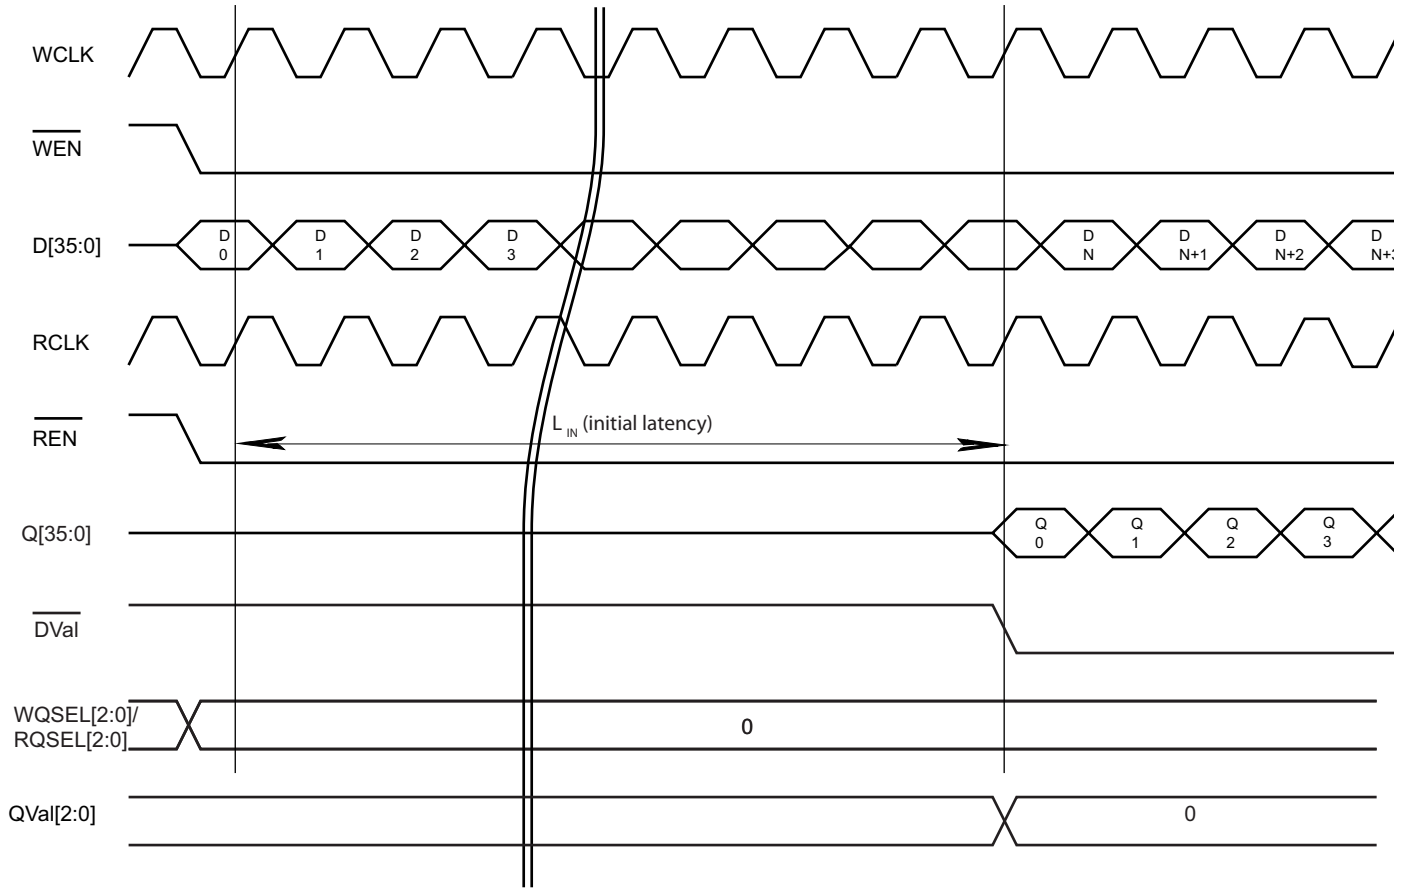 WCLK
WEN
D[35:0]
D D D D D D D D
0 1 2 3 N N+1 N+2 N+3
RCLK
REN
L IN (initial latency)
Q[35:0]
Q Q Q Q
0 1 2 3
DVal
WQSEL[2:0]/
RQSEL[2:0]
0
QVal[2:0]
0